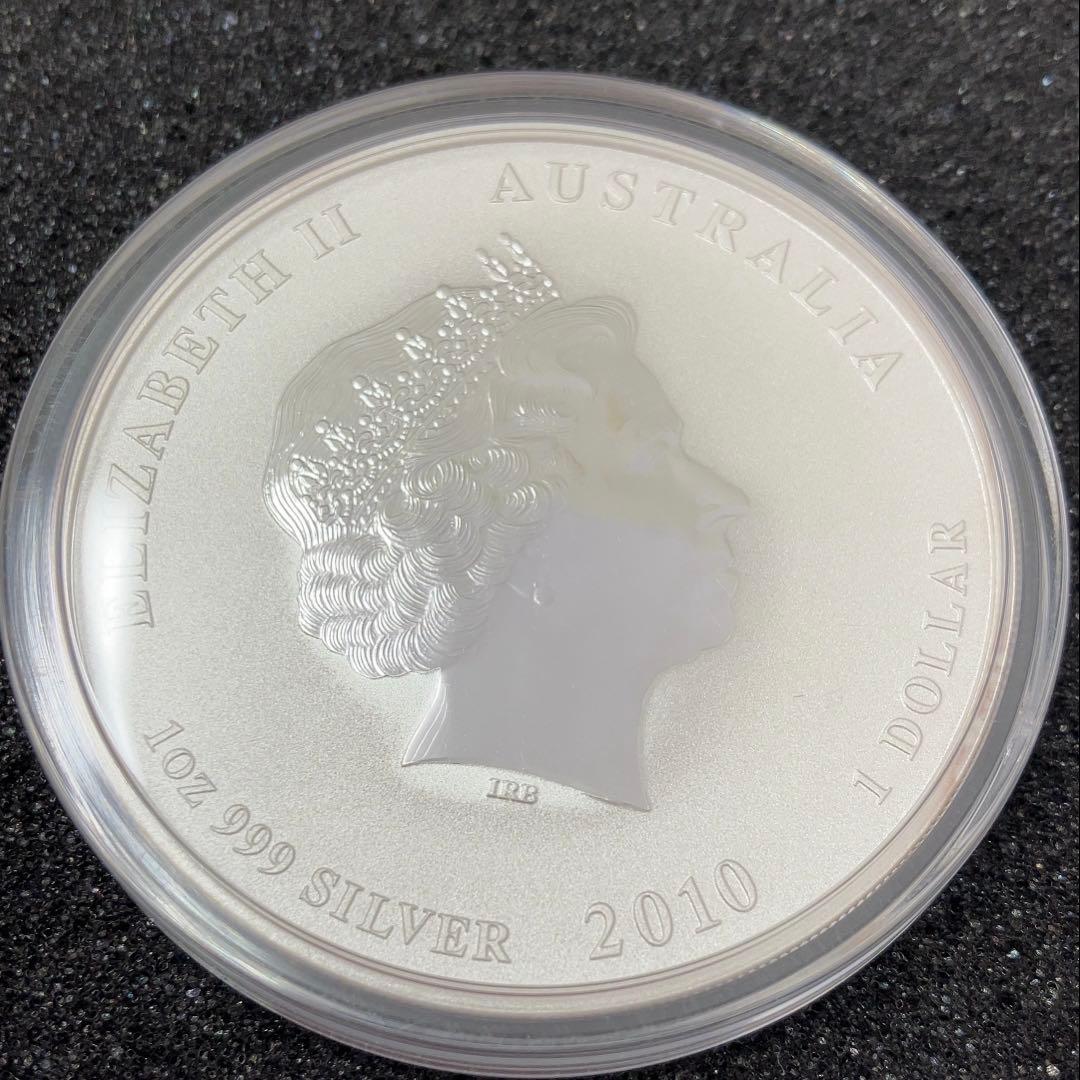 ELIZABETH II
AUSTRALIA
1 DOLLAR
1OZ 999 SILVER
2010
IRB